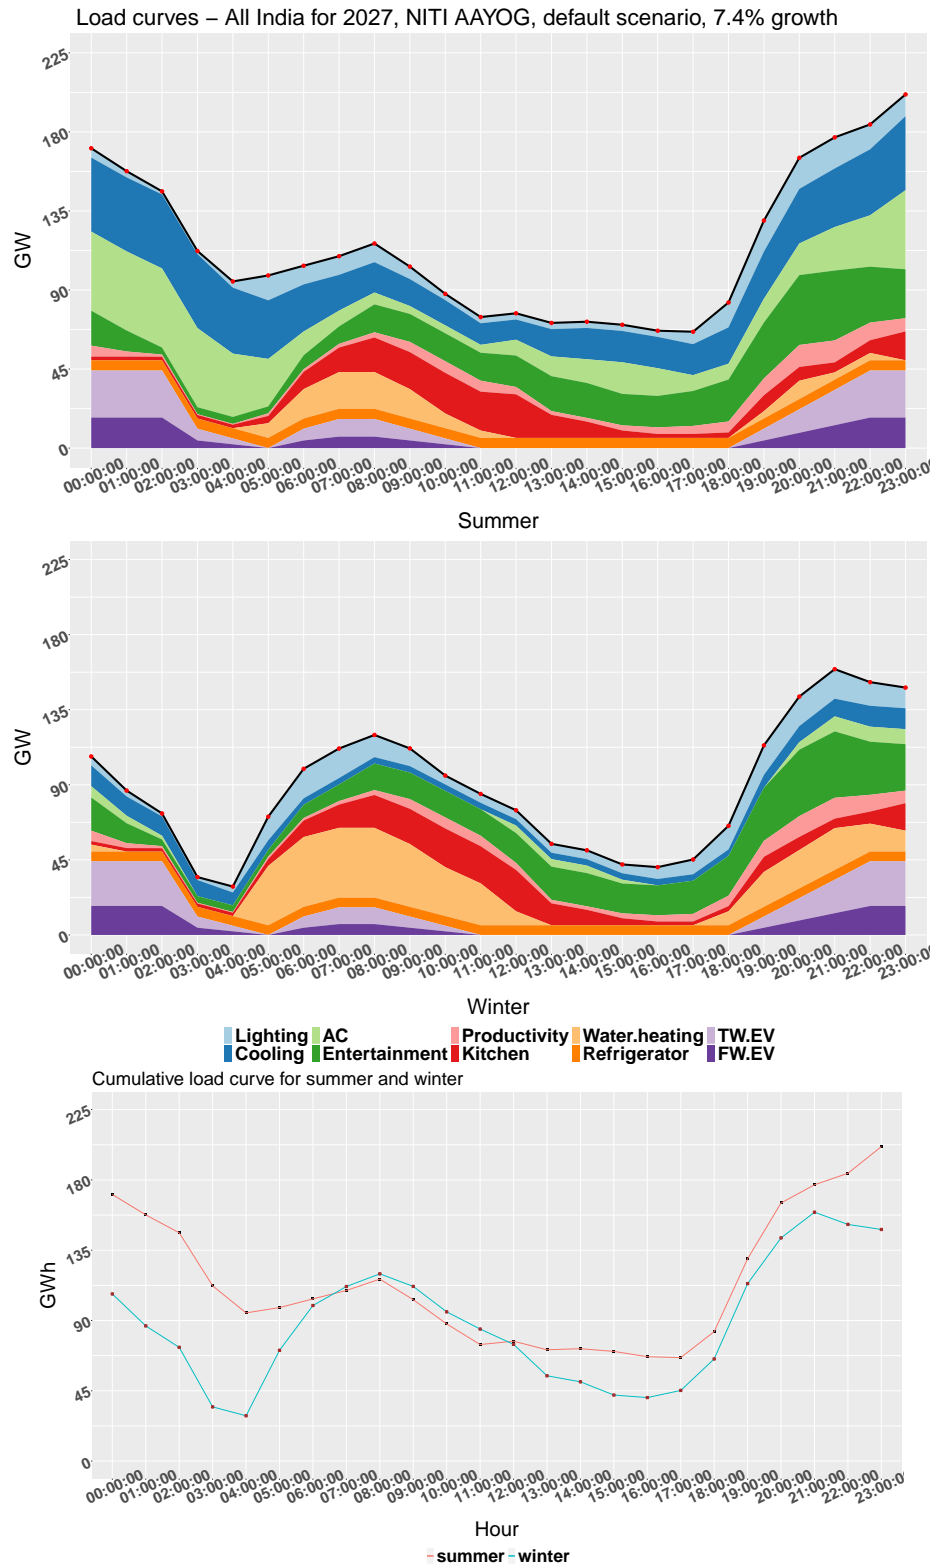 Load curves – All India for 2027, NITI AAYOG, default scenario, 7.4% growth
225
180
135
90
45
0
GW
00:00:00 01:00:00 02:00:00 03:00:00 04:00:00 05:00:00 06:00:00 07:00:00 08:00:00 09:00:00 10:00:00 11:00:00 12:00:00 13:00:00 14:00:00 15:00:00 16:00:00 17:00:00 18:00:00 19:00:00 20:00:00 21:00:00 22:00:00 23:00:00
Summer
225
180
135
90
45
0
GW
00:00:00 01:00:00 02:00:00 03:00:00 04:00:00 05:00:00 06:00:00 07:00:00 08:00:00 09:00:00 10:00:00 11:00:00 12:00:00 13:00:00 14:00:00 15:00:00 16:00:00 17:00:00 18:00:00 19:00:00 20:00:00 21:00:00 22:00:00 23:00:00
Winter
Lighting AC Productivity Water.heating TW.EV
Cooling Entertainment Kitchen Refrigerator FW.EV
Cumulative load curve for summer and winter
225
180
135
90
45
0
GWh
00:00:00 01:00:00 02:00:00 03:00:00 04:00:00 05:00:00 06:00:00 07:00:00 08:00:00 09:00:00 10:00:00 11:00:00 12:00:00 13:00:00 14:00:00 15:00:00 16:00:00 17:00:00 18:00:00 19:00:00 20:00:00 21:00:00 22:00:00 23:00:00
Hour
summer winter